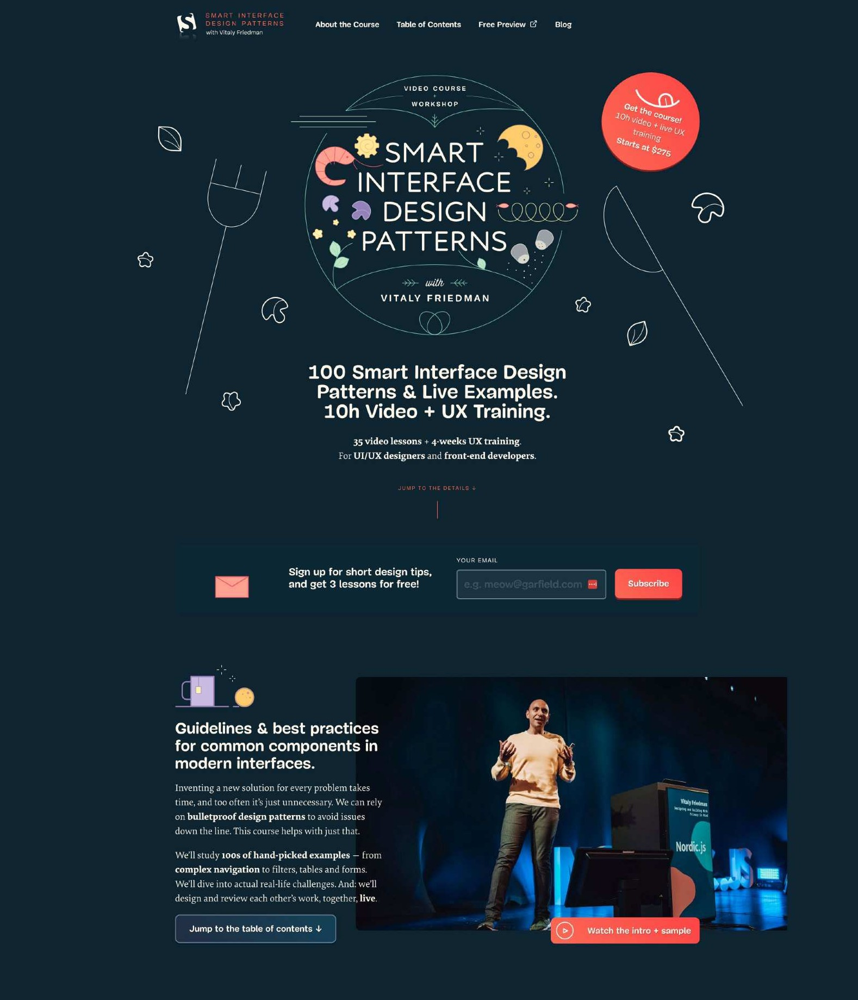 SMART INTERFACE
DESIGN PATTERNS
with Vitaly Friedman
About the Course
Table of Contents
Free Preview
Blog
VIDEO COURSE
+
WORKSHOP
SMART
INTERFACE
DESIGN
PATTERNS
with
VITALY FRIEDMAN
Get the course!
10h video + live UX
training
Starts at $275
100 Smart Interface Design
Patterns & Live Examples.
10h Video + UX Training.
35 video lessons + 4-weeks UX training.
For UI/UX designers and front-end developers.
JUMP TO THE DETAILS ↓
Sign up for short design tips,
and get 3 lessons for free!
YOUR EMAIL
e.g. meow@garfield.com
Subscribe
Guidelines & best practices
for common components in
modern interfaces.
Inventing a new solution for every problem takes
time, and too often it's just unnecessary. We can rely
on bulletproof design patterns to avoid issues
down the line. This course helps with just that.
We'll study 100s of hand-picked examples — from
complex navigation to filters, tables and forms.
We'll dive into actual real-life challenges. And: we'll
design and review each other's work, together, live.
Jump to the table of contents ↓
Vitaly Friedman
Designing and Building With
Privacy in Mind
Nordic.js
Watch the intro + sample